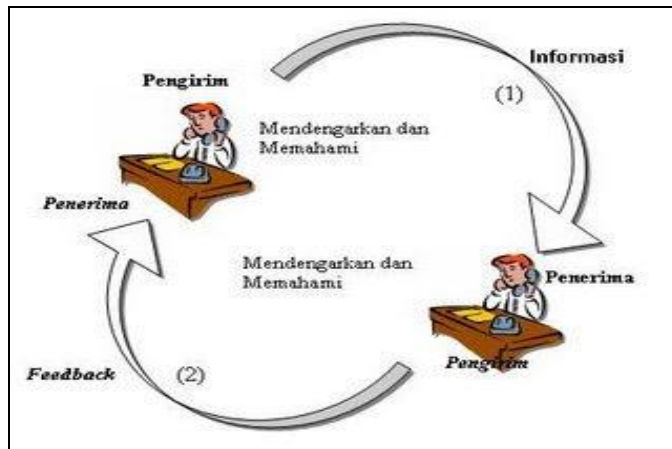 Informasi
Pengirim
(1)
Mendengarkan dan
Memahami
Penerima
Mendengarkan dan
Memahami
Penerima
Pengirim
Feedback
(2)